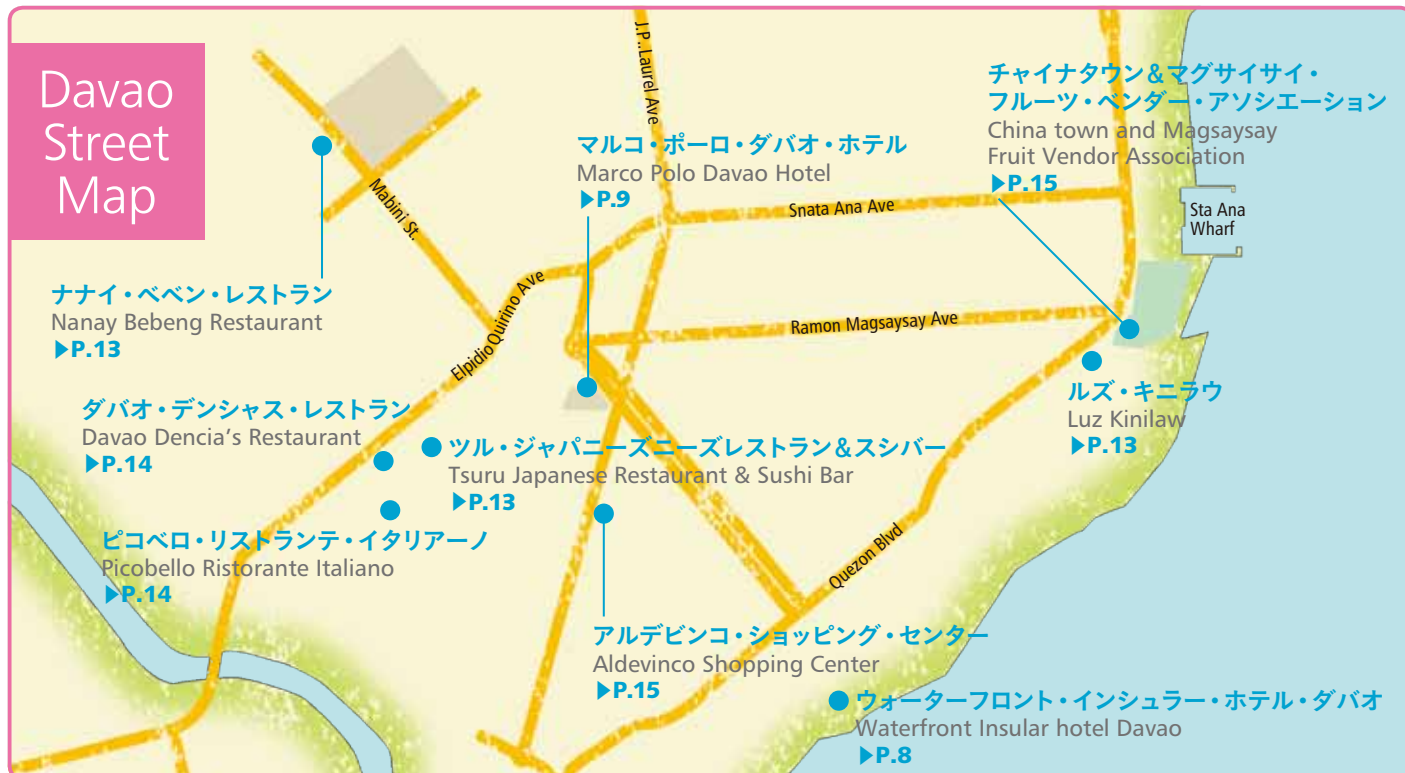 Davao
Street
Map
J.P..Laurel Ave
チャイナタウン&マグサイサイ・
フルーツ・ベンダー・アソシエーション
China town and Magsaysay
Fruit Vendor Association
▶P.15
マルコ・ポーロ・ダバオ・ホテル
Marco Polo Davao Hotel
▶P.9
Mabini St.
Snata Ana Ave
Sta Ana
Wharf
ナナイ・ベベン・レストラン
Nanay Bebeng Restaurant
▶P.13
Elpidio Quirino Ave
Ramon Magsaysay Ave
ルズ・キニラウ
Luz Kinilaw
▶P.13
ダバオ・デンシャス・レストラン
Davao Dencia's Restaurant
▶P.14
ツル・ジャパニーズニーズレストラン&スシバー
Tsuru Japanese Restaurant & Sushi Bar
▶P.13
ピコベロ・リストランテ・イタリアーノ
Picobello Ristorante Italiano
▶P.14
Quezon Blvd
アルデビンコ・ショッピング・センター
Aldevinco Shopping Center
▶P.15
ウォーターフロント・インシュラー・ホテル・ダバオ
Waterfront Insular hotel Davao
▶P.8